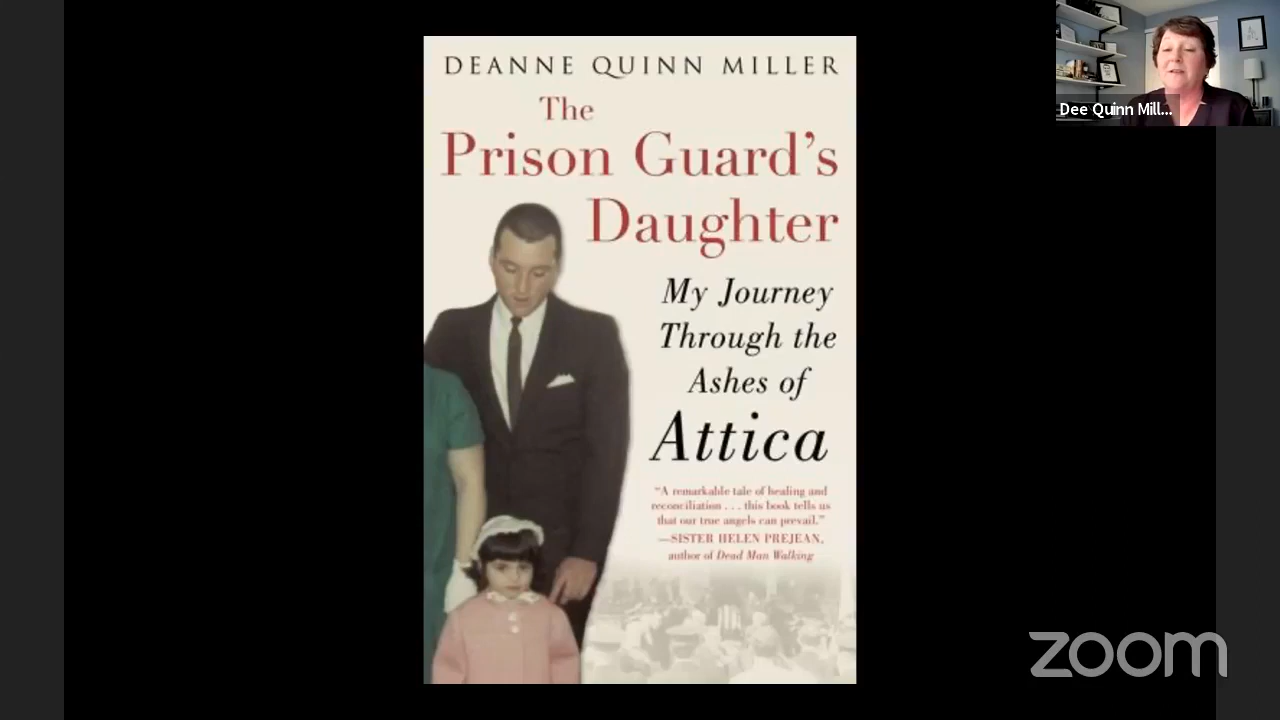 DEANNE QUINN MILLER
The
Prison Guard's
Daughter
My Journey
Through the
Ashes of
Attica
“A remarkable tale of healing and
reconciliation . . . this book tells us
that our true angels can prevail.”
—SISTER HELEN PREJEAN,
author of Dead Man Walking
Dee Quinn Mill...
zoom